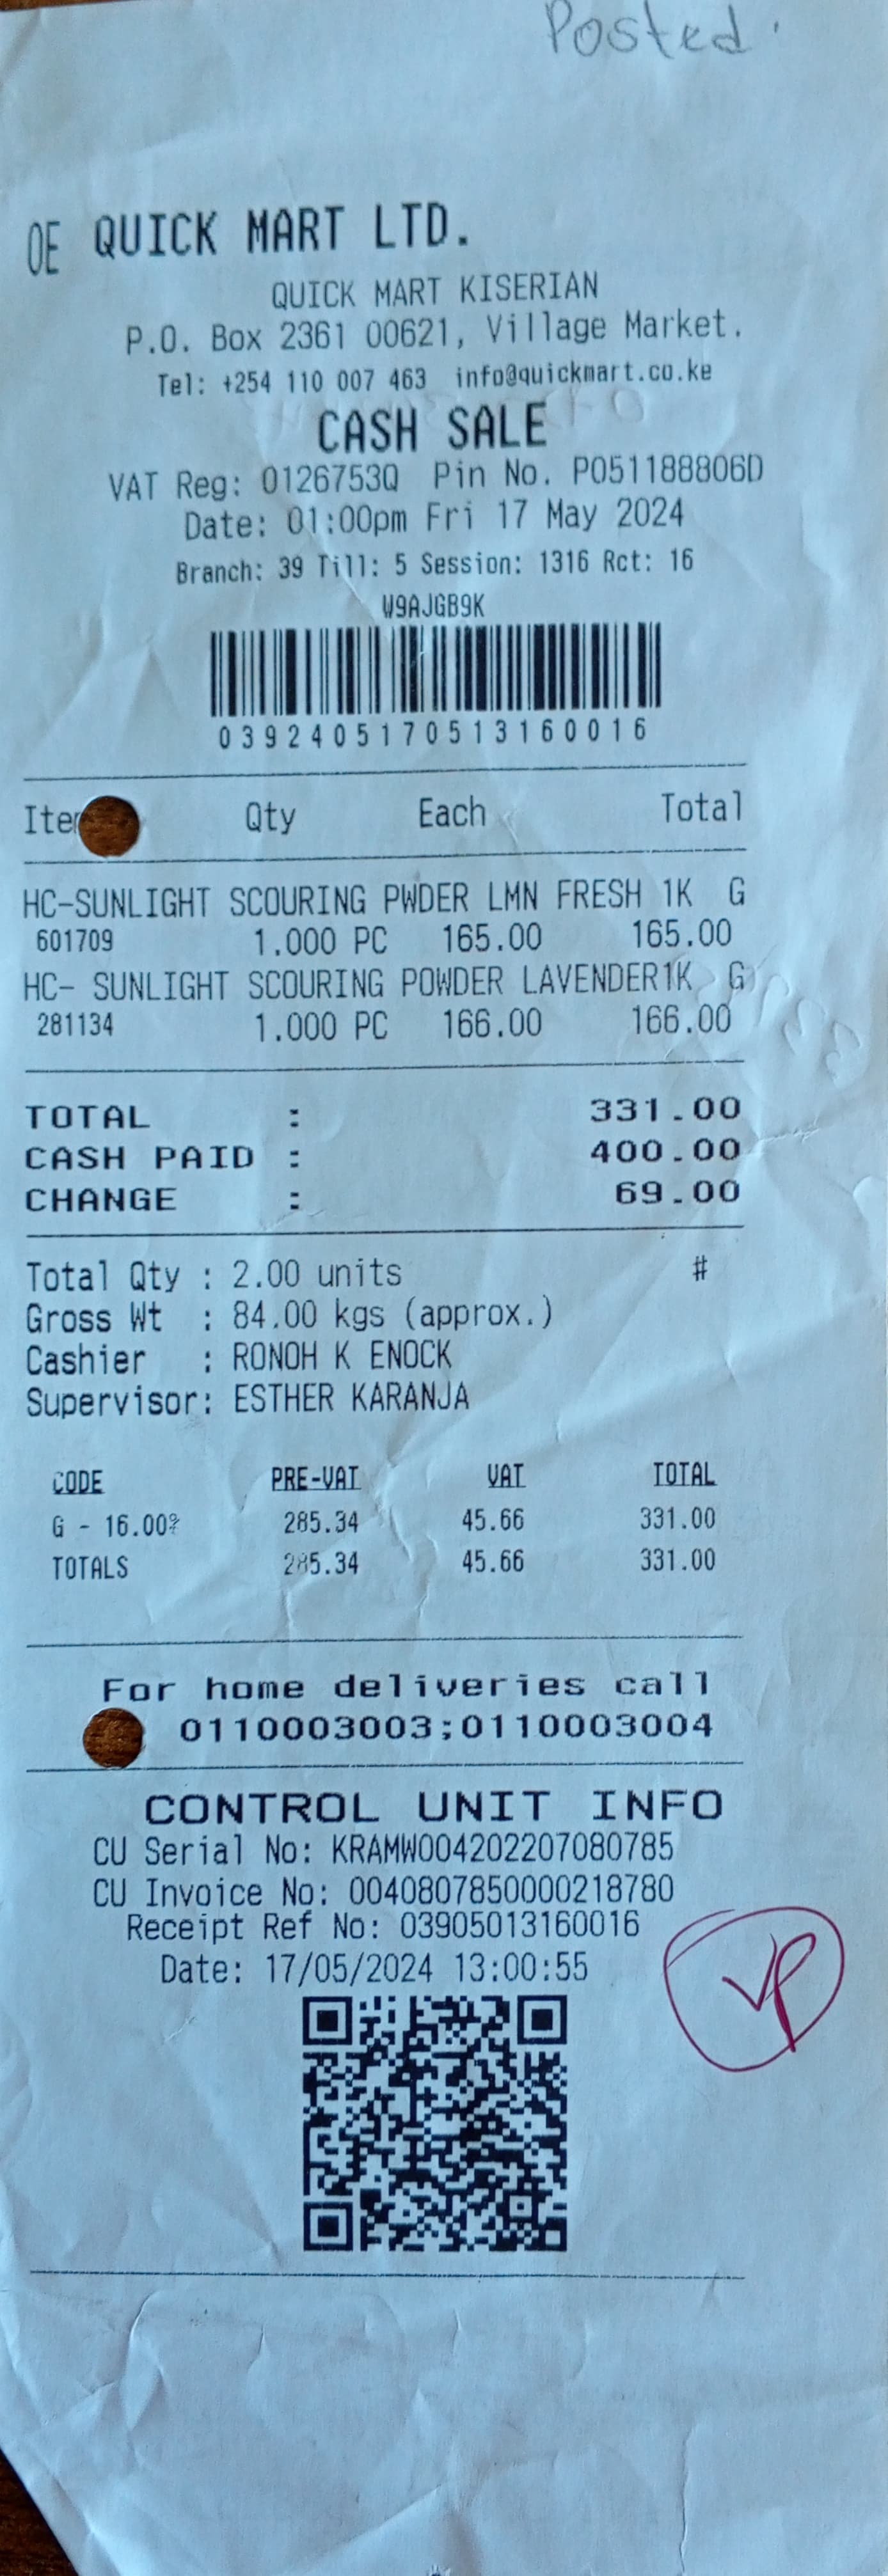 Posted.
OE QUICK MART LTD.
QUICK MART KISERIAN
P.O. Box 2361 00621, Village Market.
Tel: +254 110 007 463 info@quickmart.co.ke
CASH SALE
VAT Reg: 0126753Q Pin No. P051188806D
Date: 01:00pm Fri 17 May 2024
Branch: 39 Till: 5 Session: 1316 Rct: 16
W9AJGB9K
0392405170513160016
Qty Each Total
HC-SUNLIGHT SCOURING PWDER LMN FRESH 1K G
601709 1.000 PC 165.00 165.00
HC- SUNLIGHT SCOURING POWDER LAVENDER1K G
281134 1.000 PC 166.00 166.00
TOTAL : 331.00
CASH PAID : 400.00
CHANGE : 69.00
Total Qty : 2.00 units #
Gross Wt : 84.00 kgs (approx.)
Cashier : RONOH K ENOCK
Supervisor: ESTHER KARANJA
CODE PRE-VAT VAT TOTAL
G - 16.00% 285.34 45.66 331.00
TOTALS 285.34 45.66 331.00
For home deliveries call
0110003003;0110003004
CONTROL UNIT INFO
CU Serial No: KRAMW004202207080785
CU Invoice No: 0040807850000218780
Receipt Ref No: 03905013160016
Date: 17/05/2024 13:00:55